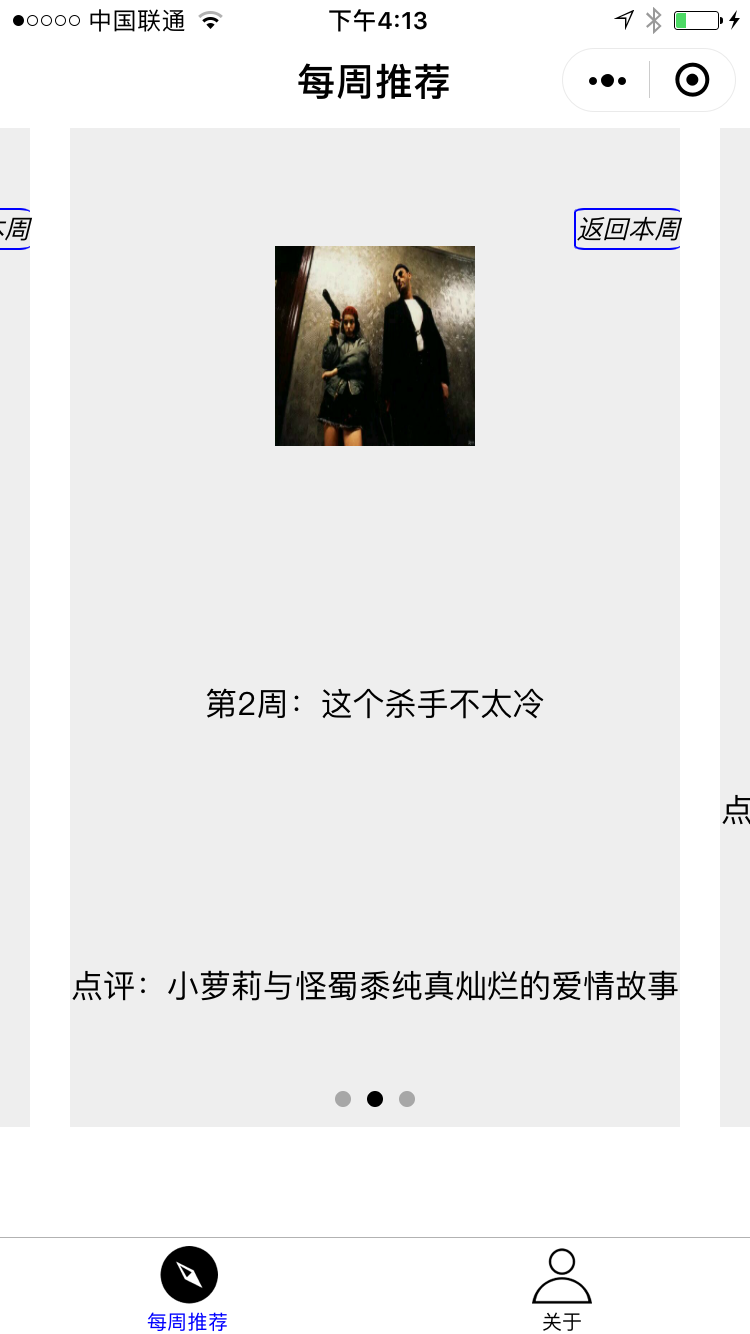 中国联通 下午4:13
每周推荐
本周 返回本周
第2周：这个杀手不太冷
点
点评：小萝莉与怪蜀黍纯真灿烂的爱情故事
每周推荐 关于